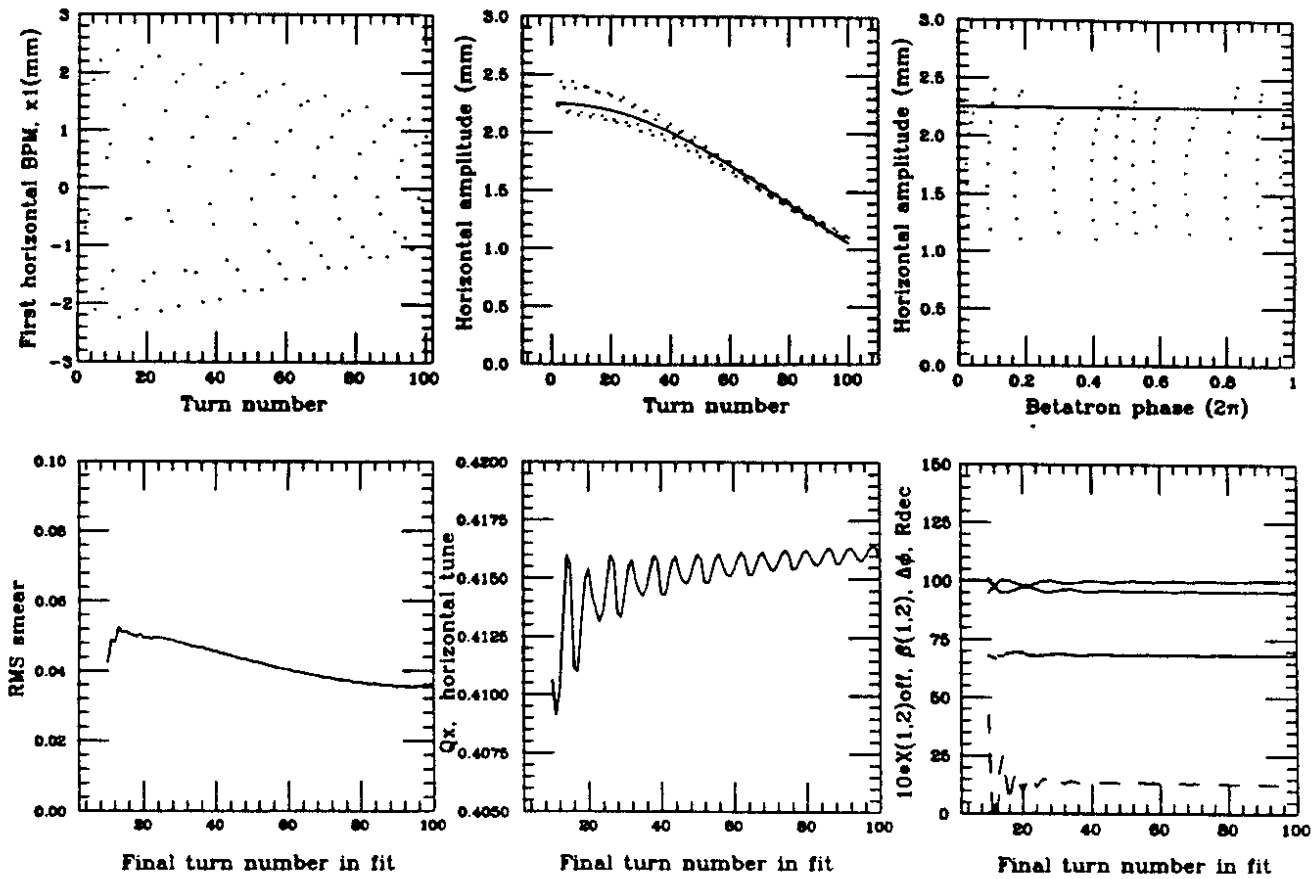 First horizontal BPM, x1(mm)
3
2
1
0
-1
-2
-3
0 20 40 60 80 100
Turn number
Horizontal amplitude (mm)
3.0
2.5
2.0
1.5
1.0
0.5
0.0
0 20 40 60 80 100
Turn number
Horizontal amplitude (mm)
3.0
2.5
2.0
1.5
1.0
0.5
0.0
0 0.2 0.4 0.6 0.8 1
Betatron phase (2π)
RMS smear
0.10
0.08
0.06
0.04
0.02
0.00
20 40 60 80 100
Final turn number in fit
Qx, horizontal tune
0.4200
0.4175
0.4150
0.4125
0.4100
0.4075
0.4050
20 40 60 80 100
Final turn number in fit
10*X(1,2)off, β(1,2), Δφ, Rdec
150
125
100
75
50
25
0
20 40 60 80 100
Final turn number in fit